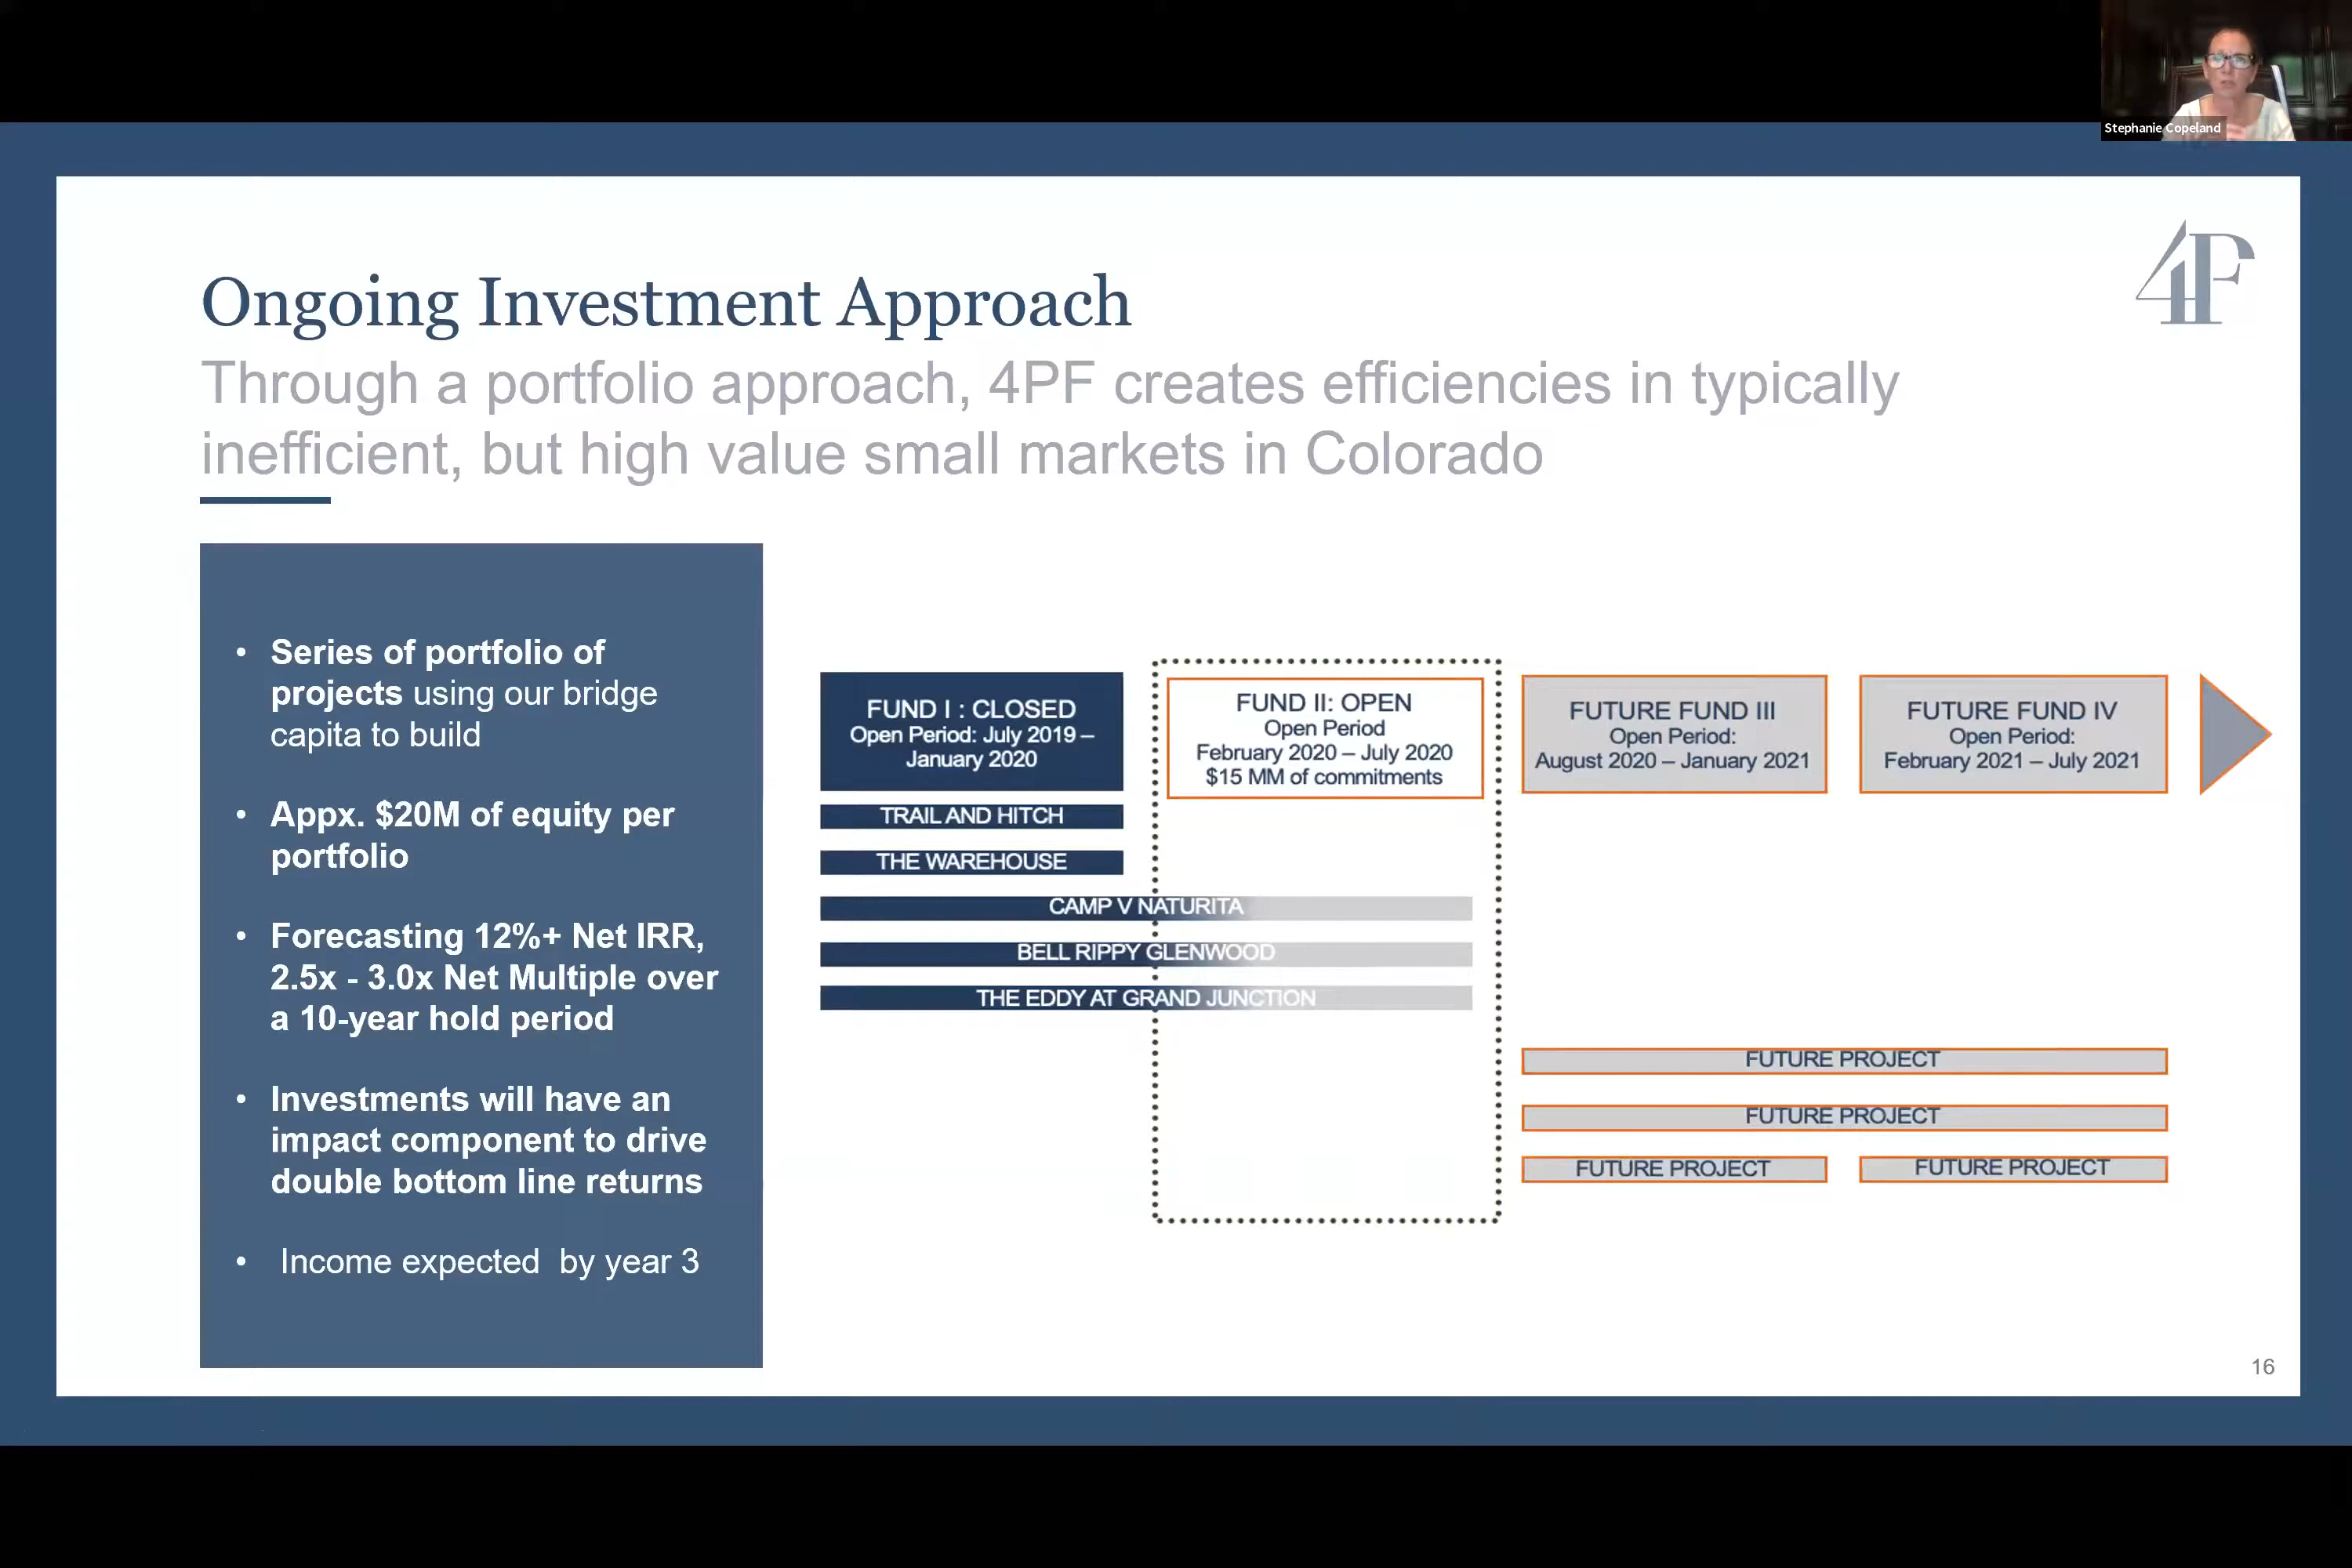 Stephanie Copeland
4PF
Ongoing Investment Approach
Through a portfolio approach, 4PF creates efficiencies in typically
inefficient, but high value small markets in Colorado
• Series of portfolio of
projects using our bridge
capita to build
• Appx. $20M of equity per
portfolio
• Forecasting 12%+ Net IRR,
2.5x - 3.0x Net Multiple over
a 10-year hold period
• Investments will have an
impact component to drive
double bottom line returns
• Income expected by year 3
FUND I : CLOSED
Open Period: July 2019 –
January 2020
FUND II: OPEN
Open Period
February 2020 – July 2020
$15 MM of commitments
FUTURE FUND III
Open Period:
August 2020 – January 2021
FUTURE FUND IV
Open Period:
February 2021 – July 2021
TRAIL AND HITCH
THE WAREHOUSE
CAMP V NATURITA
BELL RIPPY GLENWOOD
THE EDDY AT GRAND JUNCTION
FUTURE PROJECT
FUTURE PROJECT
FUTURE PROJECT
FUTURE PROJECT
16